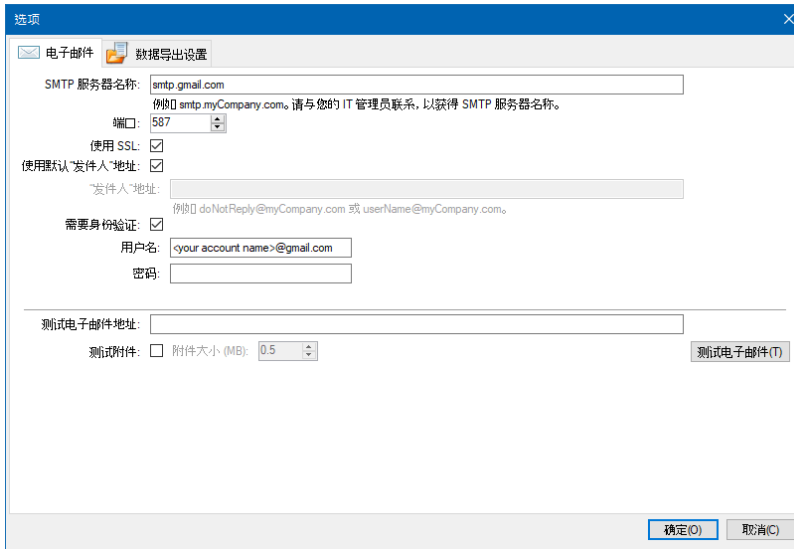 选项
电子邮件 数据导出设置
SMTP 服务器名称: smtp.gmail.com
例如 smtp.myCompany.com。请与您的 IT 管理员联系, 以获得 SMTP 服务器名称。
端口: 587
使用 SSL:
使用默认"发件人"地址:
"发件人"地址:
例如 doNotReply@myCompany.com 或 userName@myCompany.com。
需要身份验证:
用户名: <your account name>@gmail.com
密码:
测试电子邮件地址:
测试附件: 附件大小 (MB): 0.5 测试电子邮件(T)
确定(O) 取消(C)